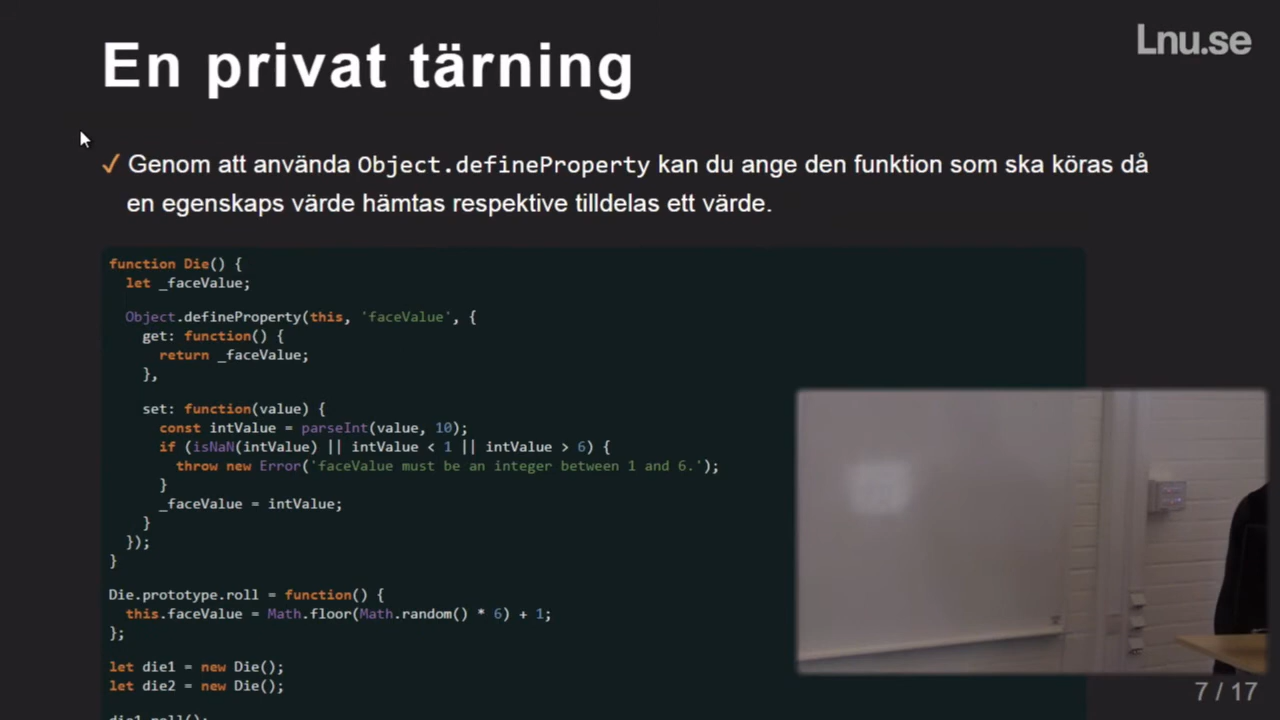 En privat tärning
Lnu.se
✓ Genom att använda Object.defineProperty kan du ange den funktion som ska köras då
en egenskaps värde hämtas respektive tilldelas ett värde.
function Die() {
let _faceValue;
Object.defineProperty(this, 'faceValue', {
get: function() {
return _faceValue;
},
set: function(value) {
const intValue = parseInt(value, 10);
if (isNaN(intValue) || intValue < 1 || intValue > 6) {
throw new Error('faceValue must be an integer between 1 and 6.');
}
_faceValue = intValue;
}
});
}
Die.prototype.roll = function() {
this.faceValue = Math.floor(Math.random() * 6) + 1;
};
let die1 = new Die();
let die2 = new Die();
die1.roll();
7 / 17